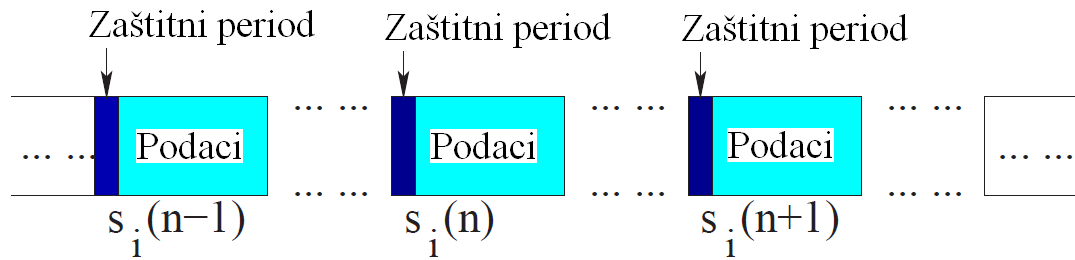 Zaštitni period Zaštitni period Zaštitni period
... ... ... ... ... ...
... ... Podaci Podaci Podaci ... ...
... ... ... ... ... ...
s_i(n−1) s_i(n) s_i(n+1)